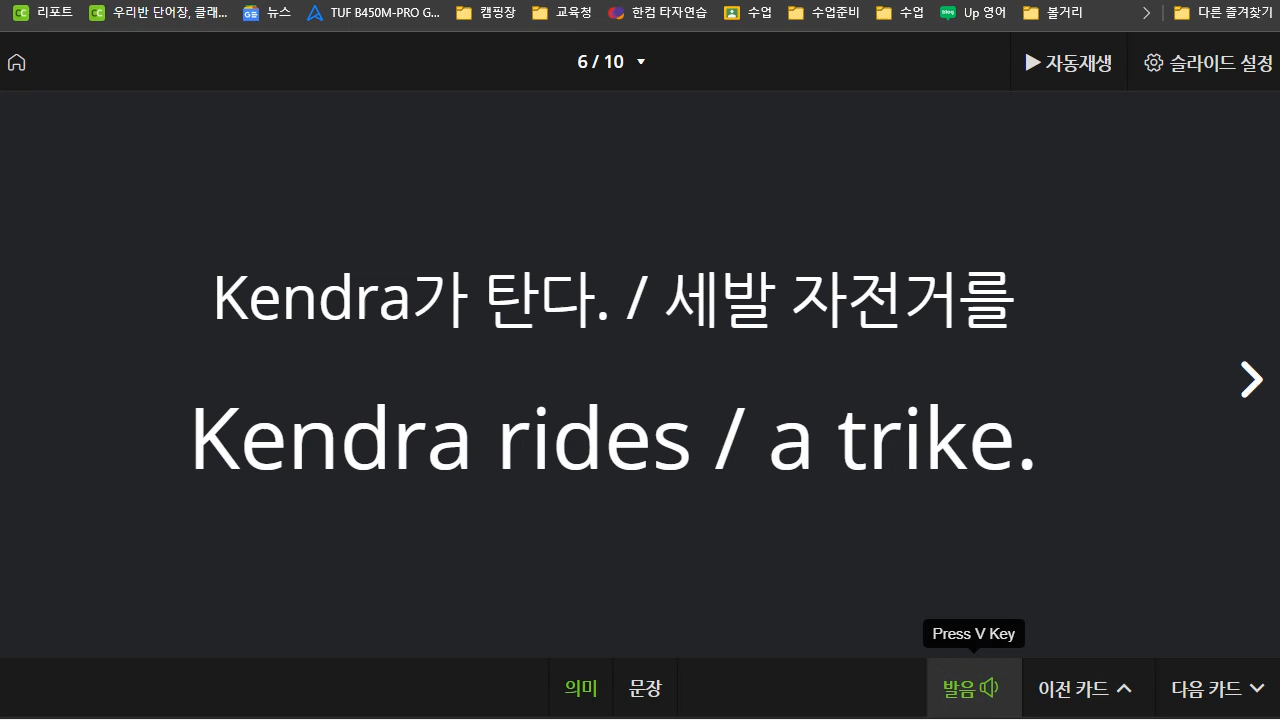 리포트 우리반 단어장, 클래... 뉴스 TUF B450M-PRO G... 캠핑장 교육청 한컴 타자연습 수업 수업준비 수업 Up 영어 볼거리 다른 즐겨찾기
6 / 10 자동재생 슬라이드 설정
Kendra가 탄다. / 세발 자전거를
Kendra rides / a trike.
Press V Key
의미 문장 발음 이전 카드 다음 카드